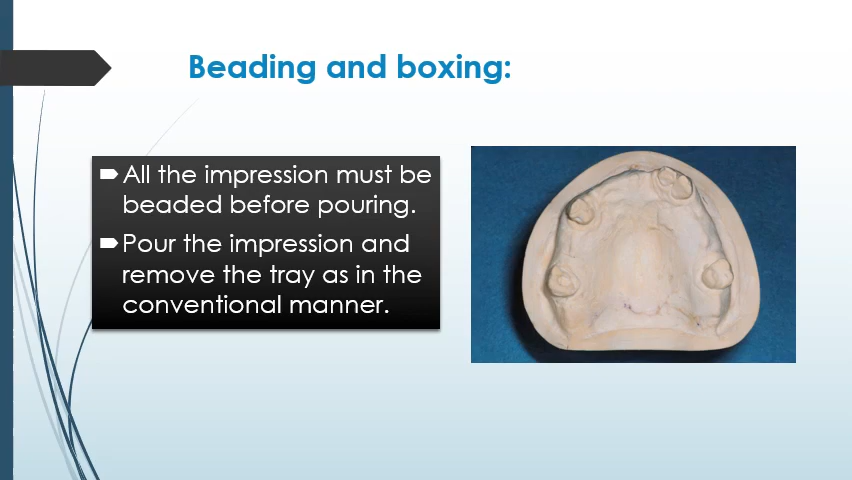 Beading and boxing:
All the impression must be
beaded before pouring.
Pour the impression and
remove the tray as in the
conventional manner.